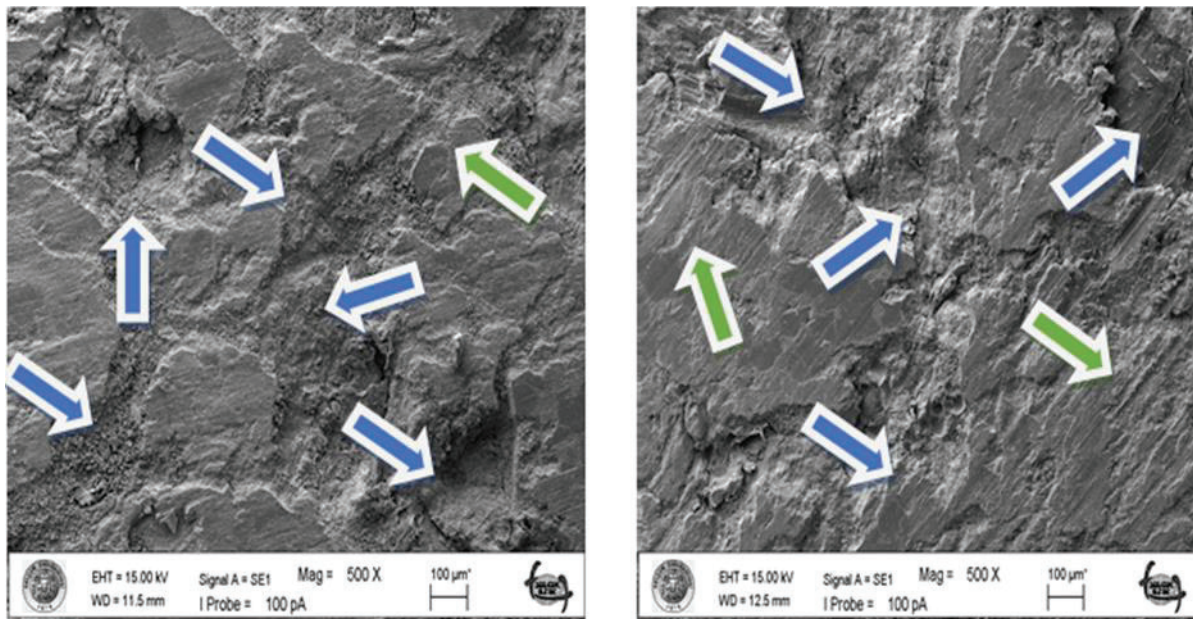 EHT = 15.00 kV Signal A = SE1 Mag = 500 X 100 µm*
WD = 11.5 mm I Probe = 100 pA
EHT = 15.00 kV Signal A = SE1 Mag = 500 X 100 µm*
WD = 12.5 mm I Probe = 100 pA